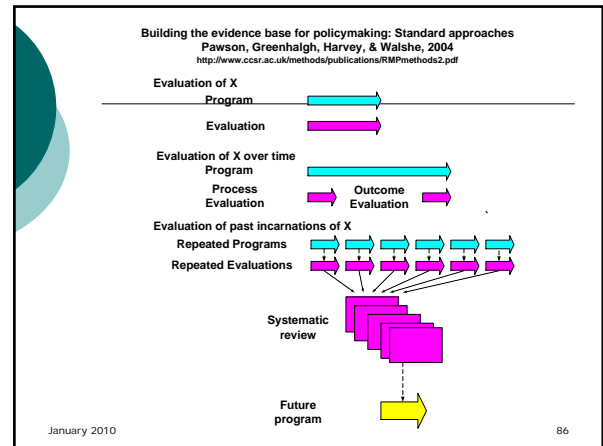 Building the evidence base for policymaking: Standard approaches
Pawson, Greenhalgh, Harvey, & Walshe, 2004
http://www.ccsr.ac.uk/methods/publications/RMPmethods2.pdf
Evaluation of X
Program
Evaluation
Evaluation of X over time
Program
Process Outcome
Evaluation Evaluation
Evaluation of past incarnations of X
Repeated Programs
Repeated Evaluations
Systematic
review
Future
program
January 2010 86